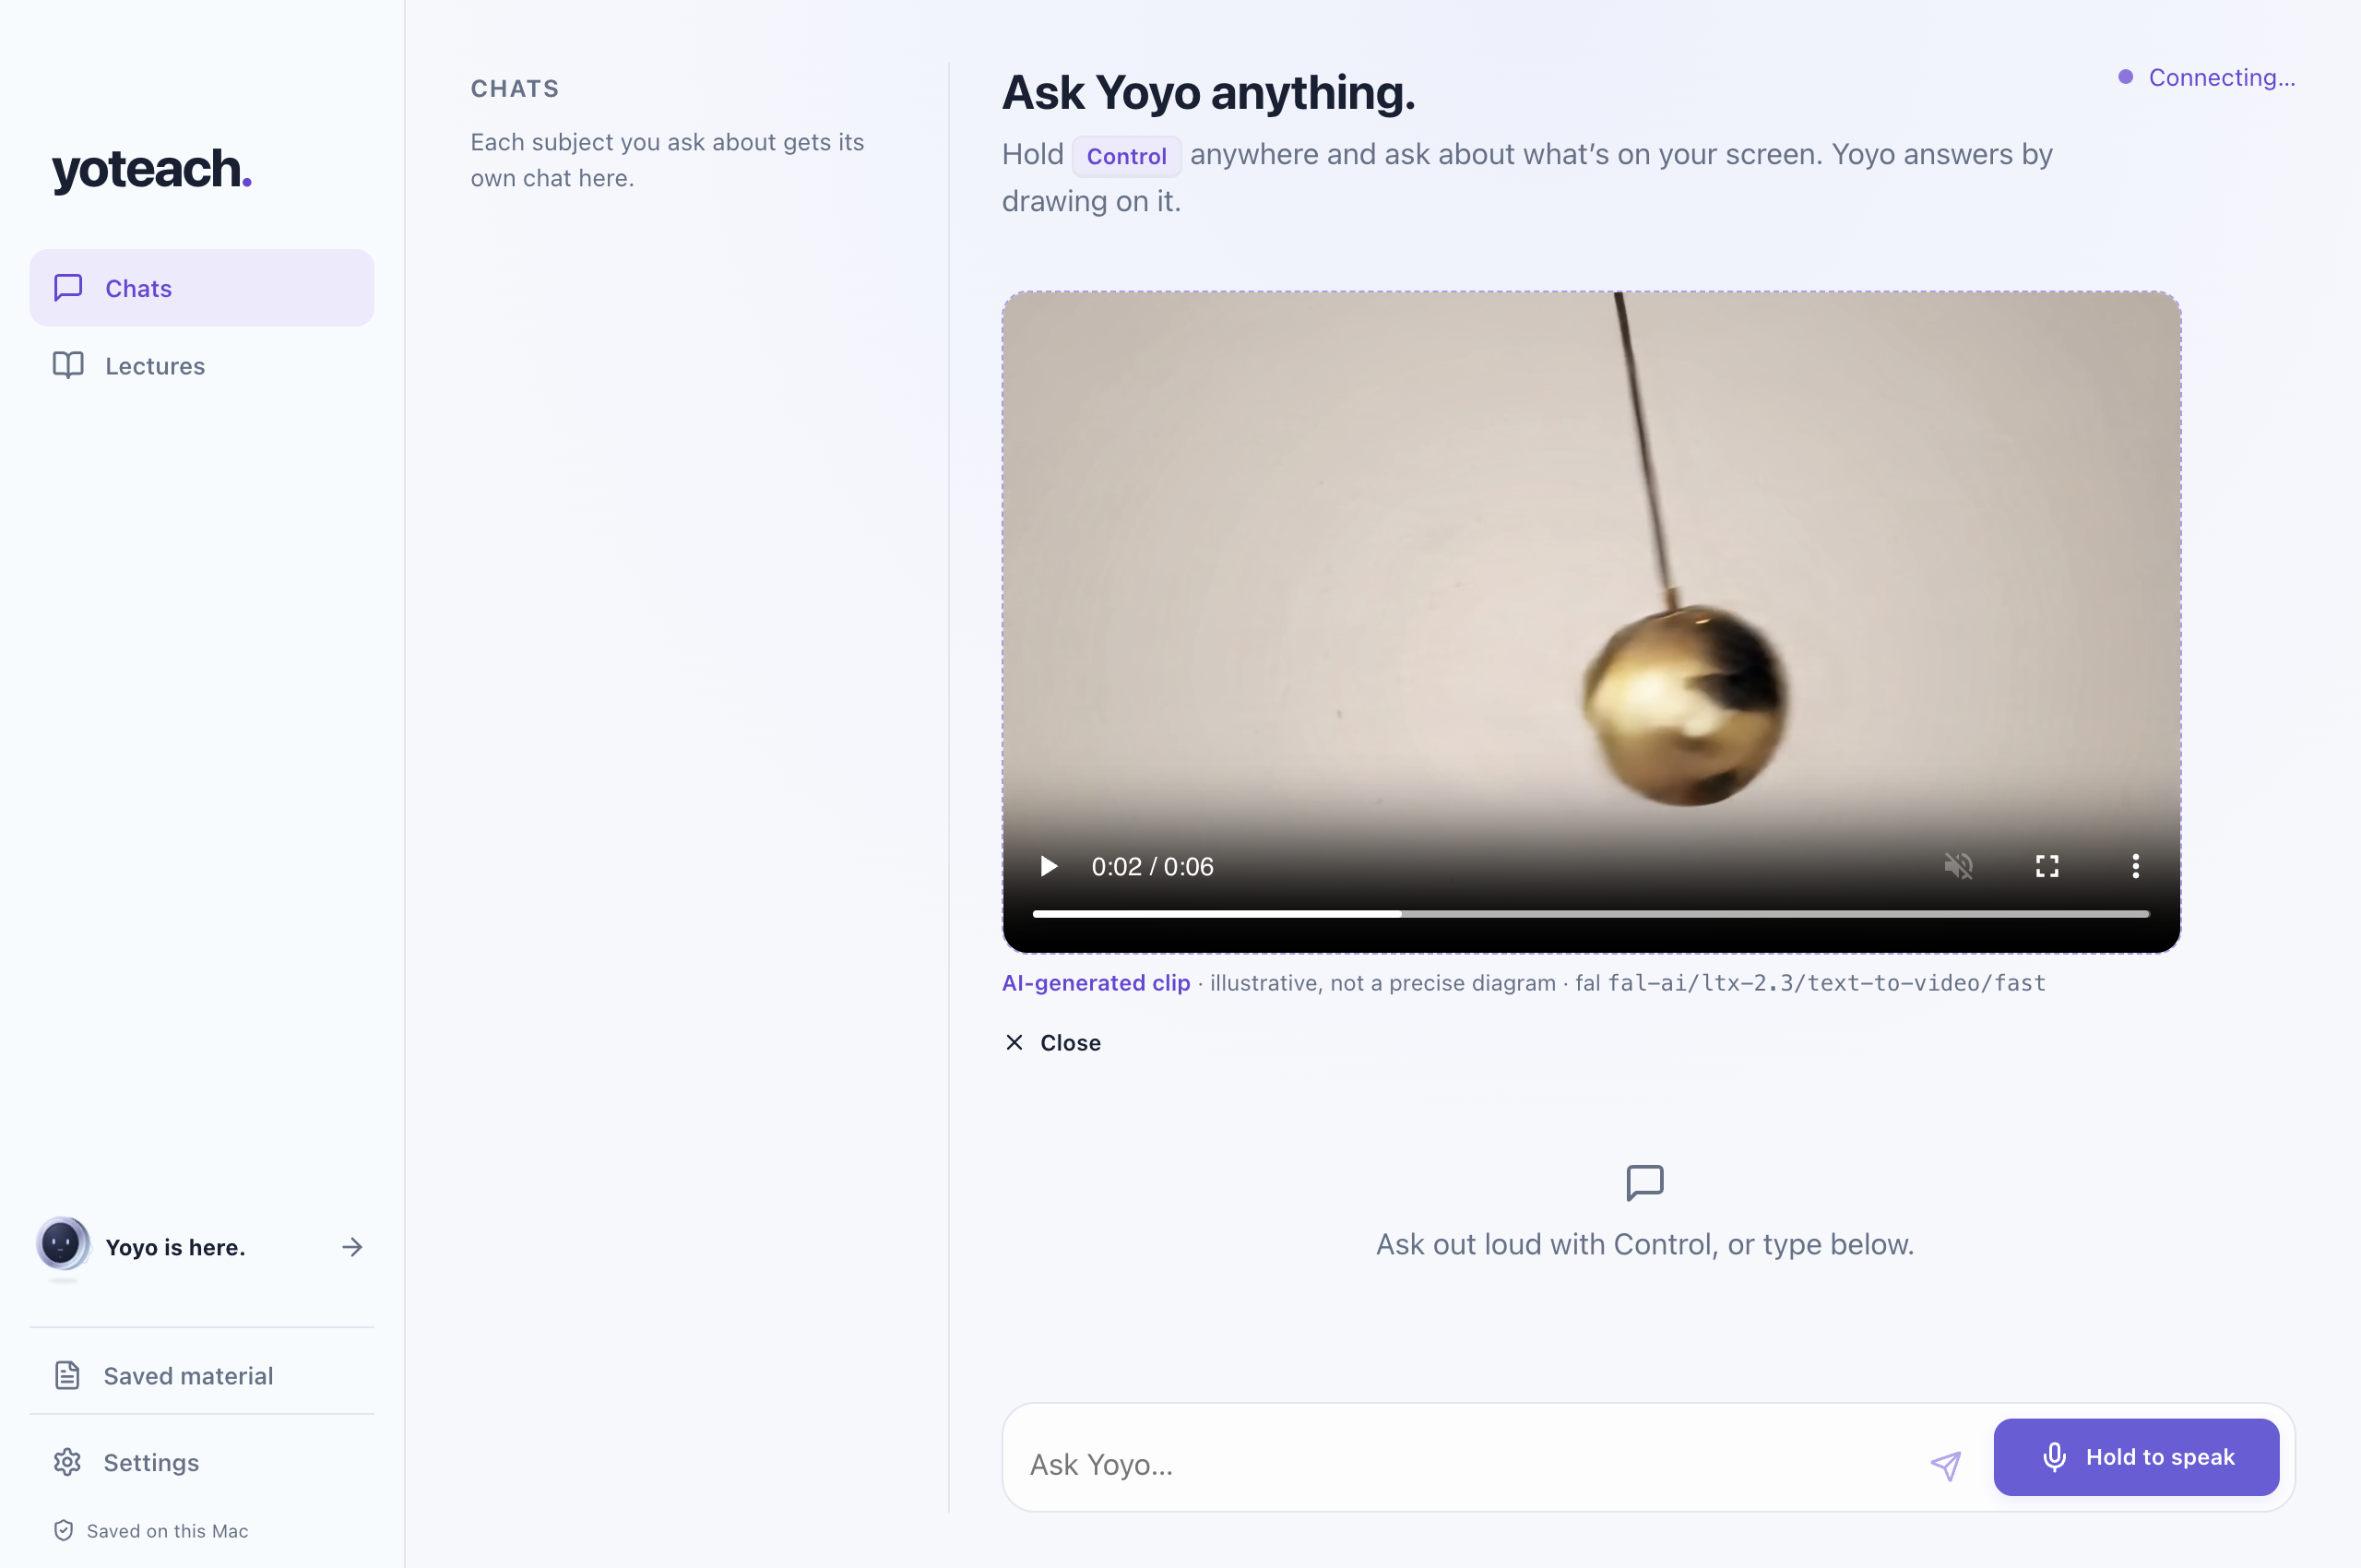 yoteach.
Chats
Lectures
Yoyo is here.
Saved material
Settings
Saved on this Mac
CHATS
Each subject you ask about gets its
own chat here.
Ask Yoyo anything.
Connecting…
Hold Control anywhere and ask about what’s on your screen. Yoyo answers by
drawing on it.
0:02 / 0:06
AI-generated clip · illustrative, not a precise diagram · fal fal-ai/ltx-2.3/text-to-video/fast
Close
Ask out loud with Control, or type below.
Ask Yoyo…
Hold to speak